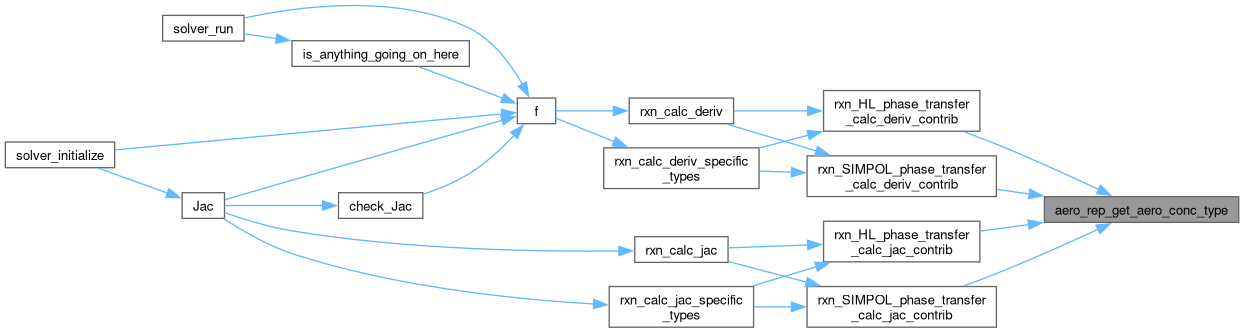 solver_run
is_anything_going_on_here
f
rxn_calc_deriv
rxn_HL_phase_transfer
_calc_deriv_contrib
solver_initialize
rxn_calc_deriv_specific
_types
rxn_SIMPOL_phase_transfer
_calc_deriv_contrib
Jac
check_Jac
aero_rep_get_aero_conc_type
rxn_calc_jac
rxn_HL_phase_transfer
_calc_jac_contrib
rxn_calc_jac_specific
_types
rxn_SIMPOL_phase_transfer
_calc_jac_contrib